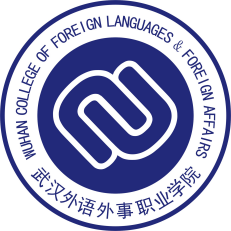 WUHAN COLLEGE OF FOREIGN LANGUAGES & FOREIGN AFFAIRS
武汉外语外事职业学院